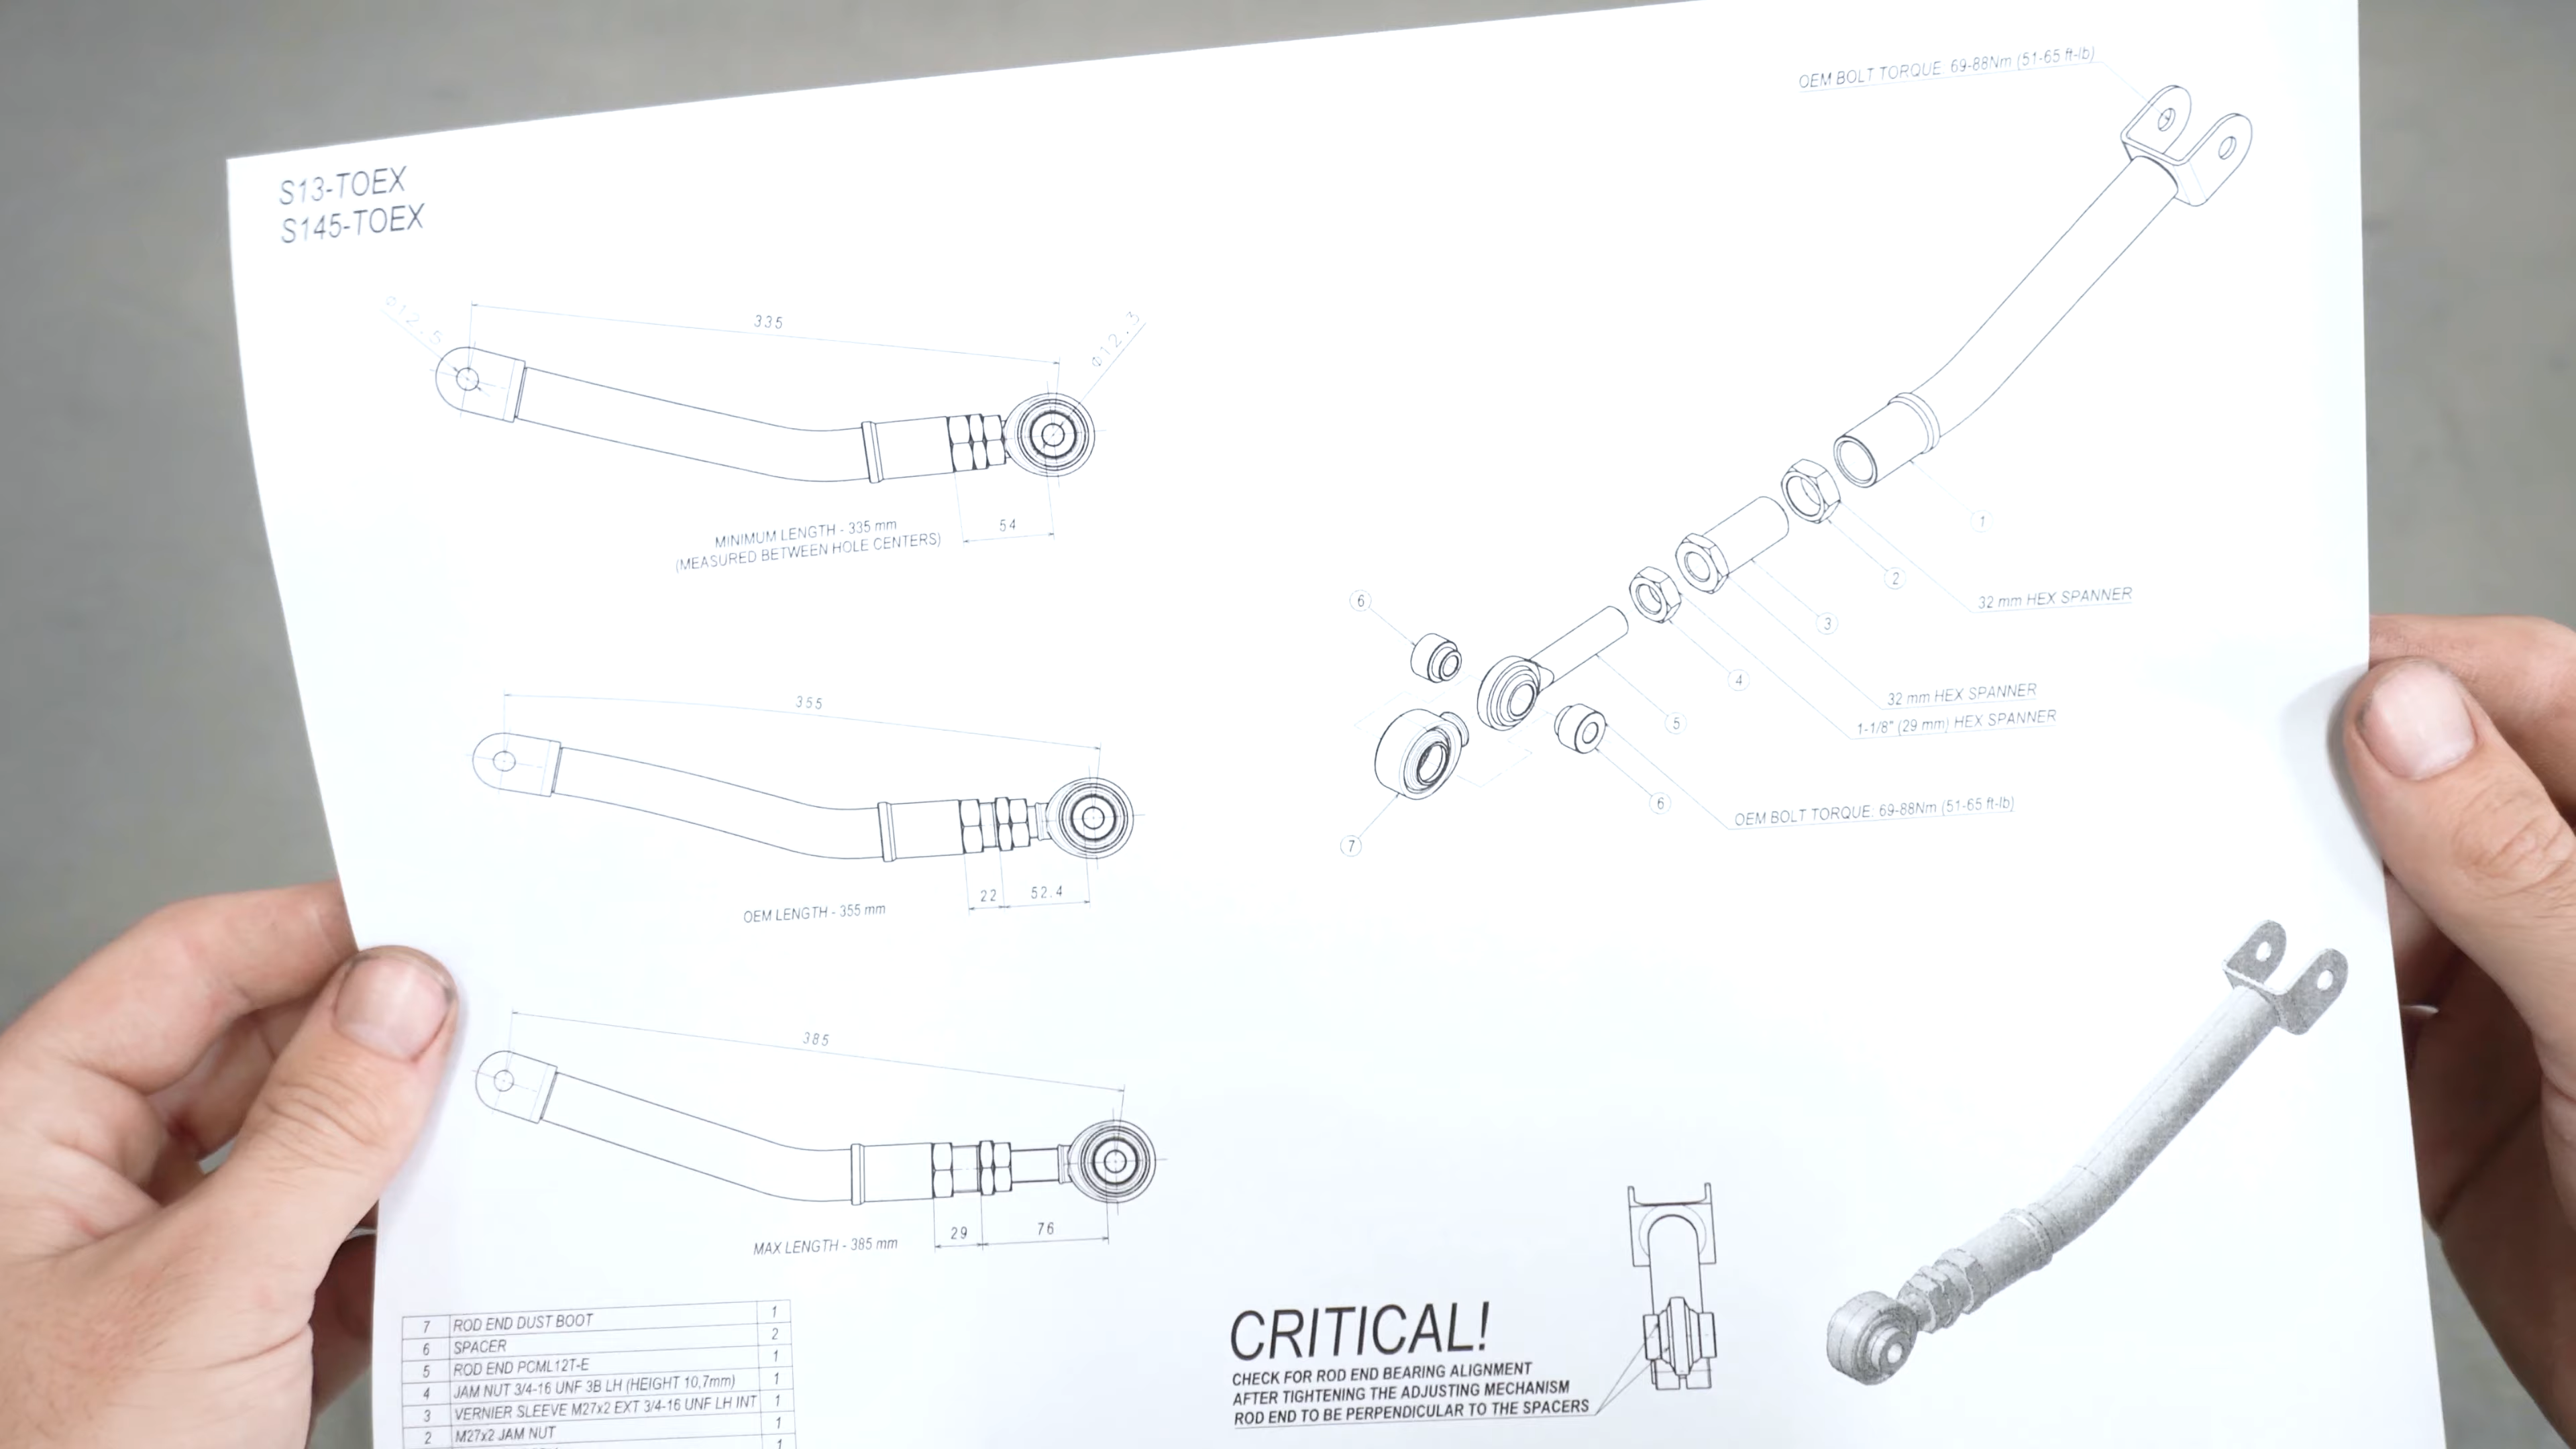 S13-TOEX
S145-TOEX
Φ12.5
335
Φ12.3
54
MINIMUM LENGTH - 335 mm
(MEASURED BETWEEN HOLE CENTERS)
355
22
52.4
OEM LENGTH - 355 mm
385
29
76
MAX LENGTH - 385 mm
7 ROD END DUST BOOT 1
6 SPACER 2
5 ROD END PCML12T-E 1
4 JAM NUT 3/4-16 UNF 3B LH (HEIGHT 10,7mm) 1
3 VERNIER SLEEVE M27x2 EXT 3/4-16 UNF LH INT 1
2 M27x2 JAM NUT 1
1
OEM BOLT TORQUE: 69-88Nm (51-65 ft-lb)
1
2
32 mm HEX SPANNER
3
6
4
32 mm HEX SPANNER
5
1-1/8" (29 mm) HEX SPANNER
6
OEM BOLT TORQUE: 69-88Nm (51-65 ft-lb)
7
CRITICAL!
CHECK FOR ROD END BEARING ALIGNMENT
AFTER TIGHTENING THE ADJUSTING MECHANISM
ROD END TO BE PERPENDICULAR TO THE SPACERS